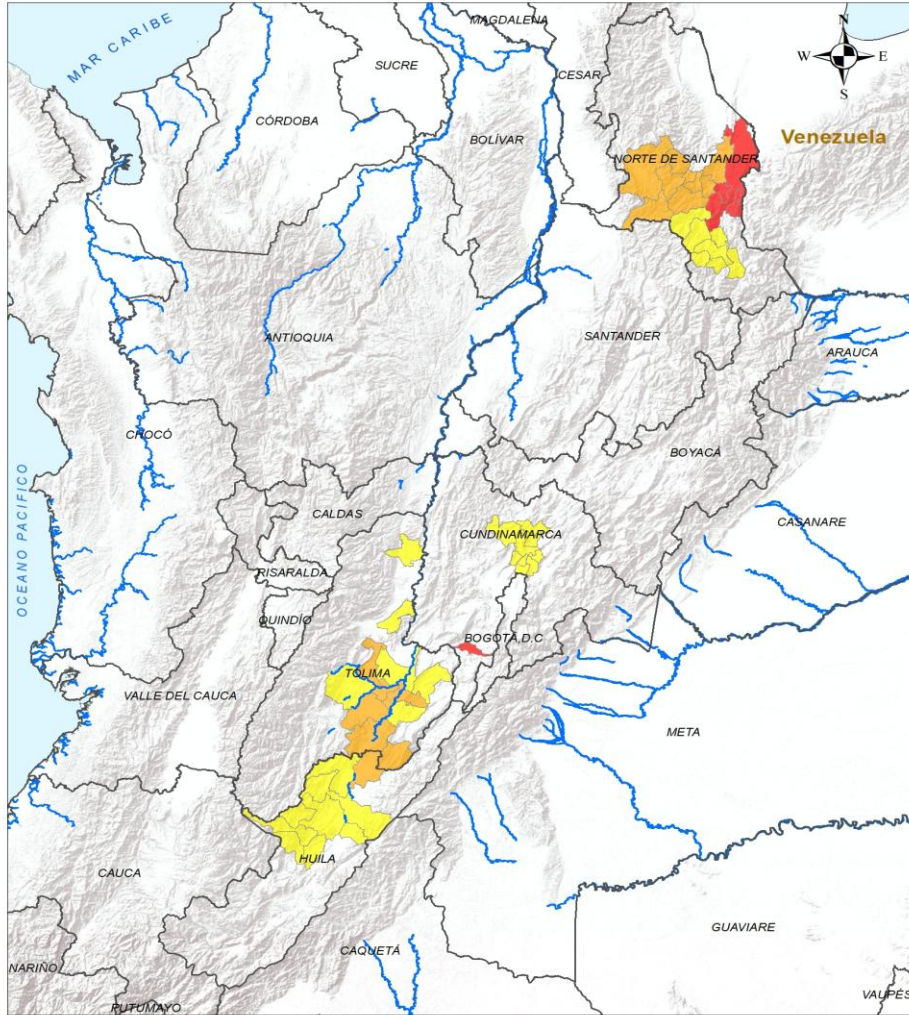 MAGDALENA
N
MAR CARIBE
SUCRE
CESAR
W
E
S
CÓRDOBA
BOLÍVAR
Venezuela
NORTE DE SANTANDER
ANTIOQUIA
SANTANDER
ARAUCA
CHOCÓ
BOYACÁ
OCEANO PACIFICO
CALDAS
CUNDINAMARCA
CASANARE
RISARALDA
QUINDÍO
BOGOTÁ D.C
TOLIMA
VALLE DEL CAUCA
META
HUILA
CAUCA
CAQUETÁ
GUAVIARE
NARIÑO
PUTUMAYO
VAUPÉS